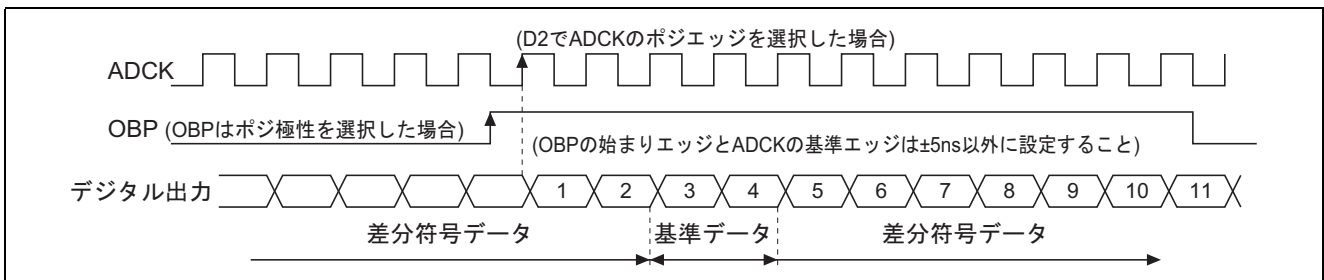 (D2でADCKのポジエッジを選択した場合)
ADCK
OBP (OBPはポジ極性を選択した場合)
(OBPの始まりエッジとADCKの基準エッジは±5ns以外に設定すること)
デジタル出力 1 2 3 4 5 6 7 8 9 10 11
差分符号データ 基準データ 差分符号データ